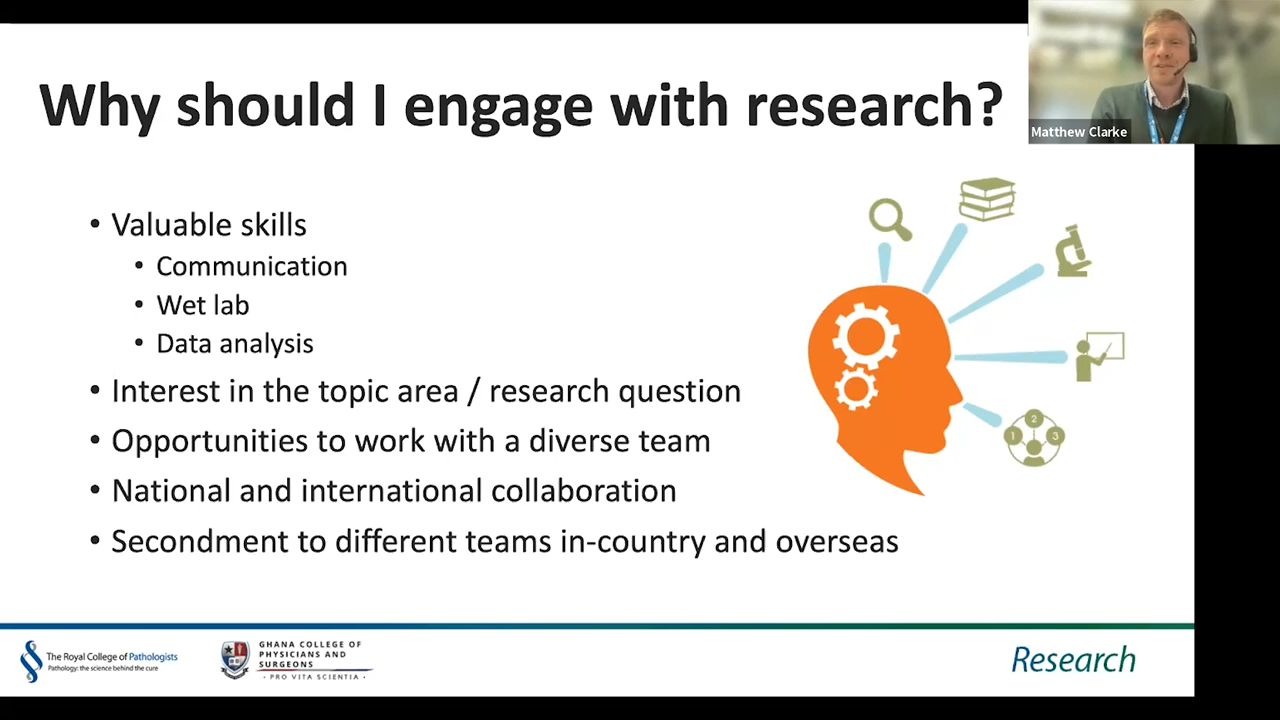 Why should I engage with research?
Matthew Clarke
• Valuable skills
• Communication
• Wet lab
• Data analysis
• Interest in the topic area / research question
• Opportunities to work with a diverse team
• National and international collaboration
• Secondment to different teams in-country and overseas
2
1
3
The Royal College of Pathologists
Pathology: the science behind the cure
GHANA COLLEGE OF
PHYSICIANS AND
SURGEONS
• PRO VITA SCIENTIA •
Research